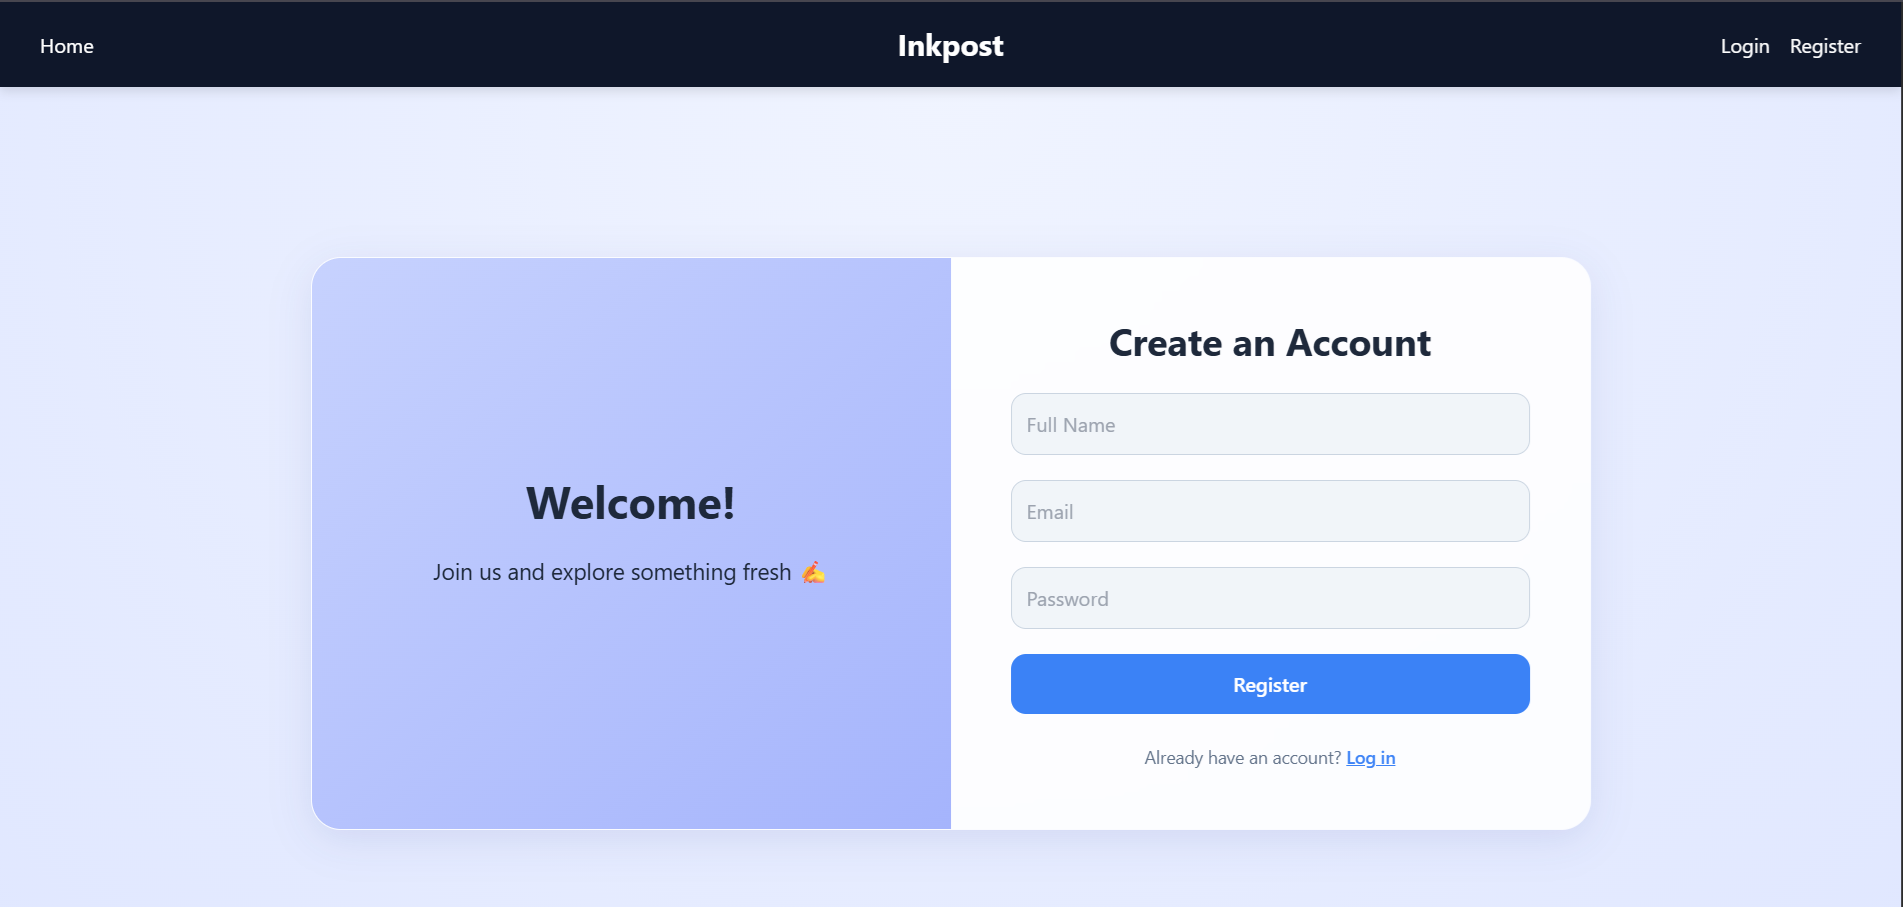 Home
Inkpost
Login
Register
Welcome!
Join us and explore something fresh ✍️
Create an Account
Full Name
Email
Password
Register
Already have an account? Log in